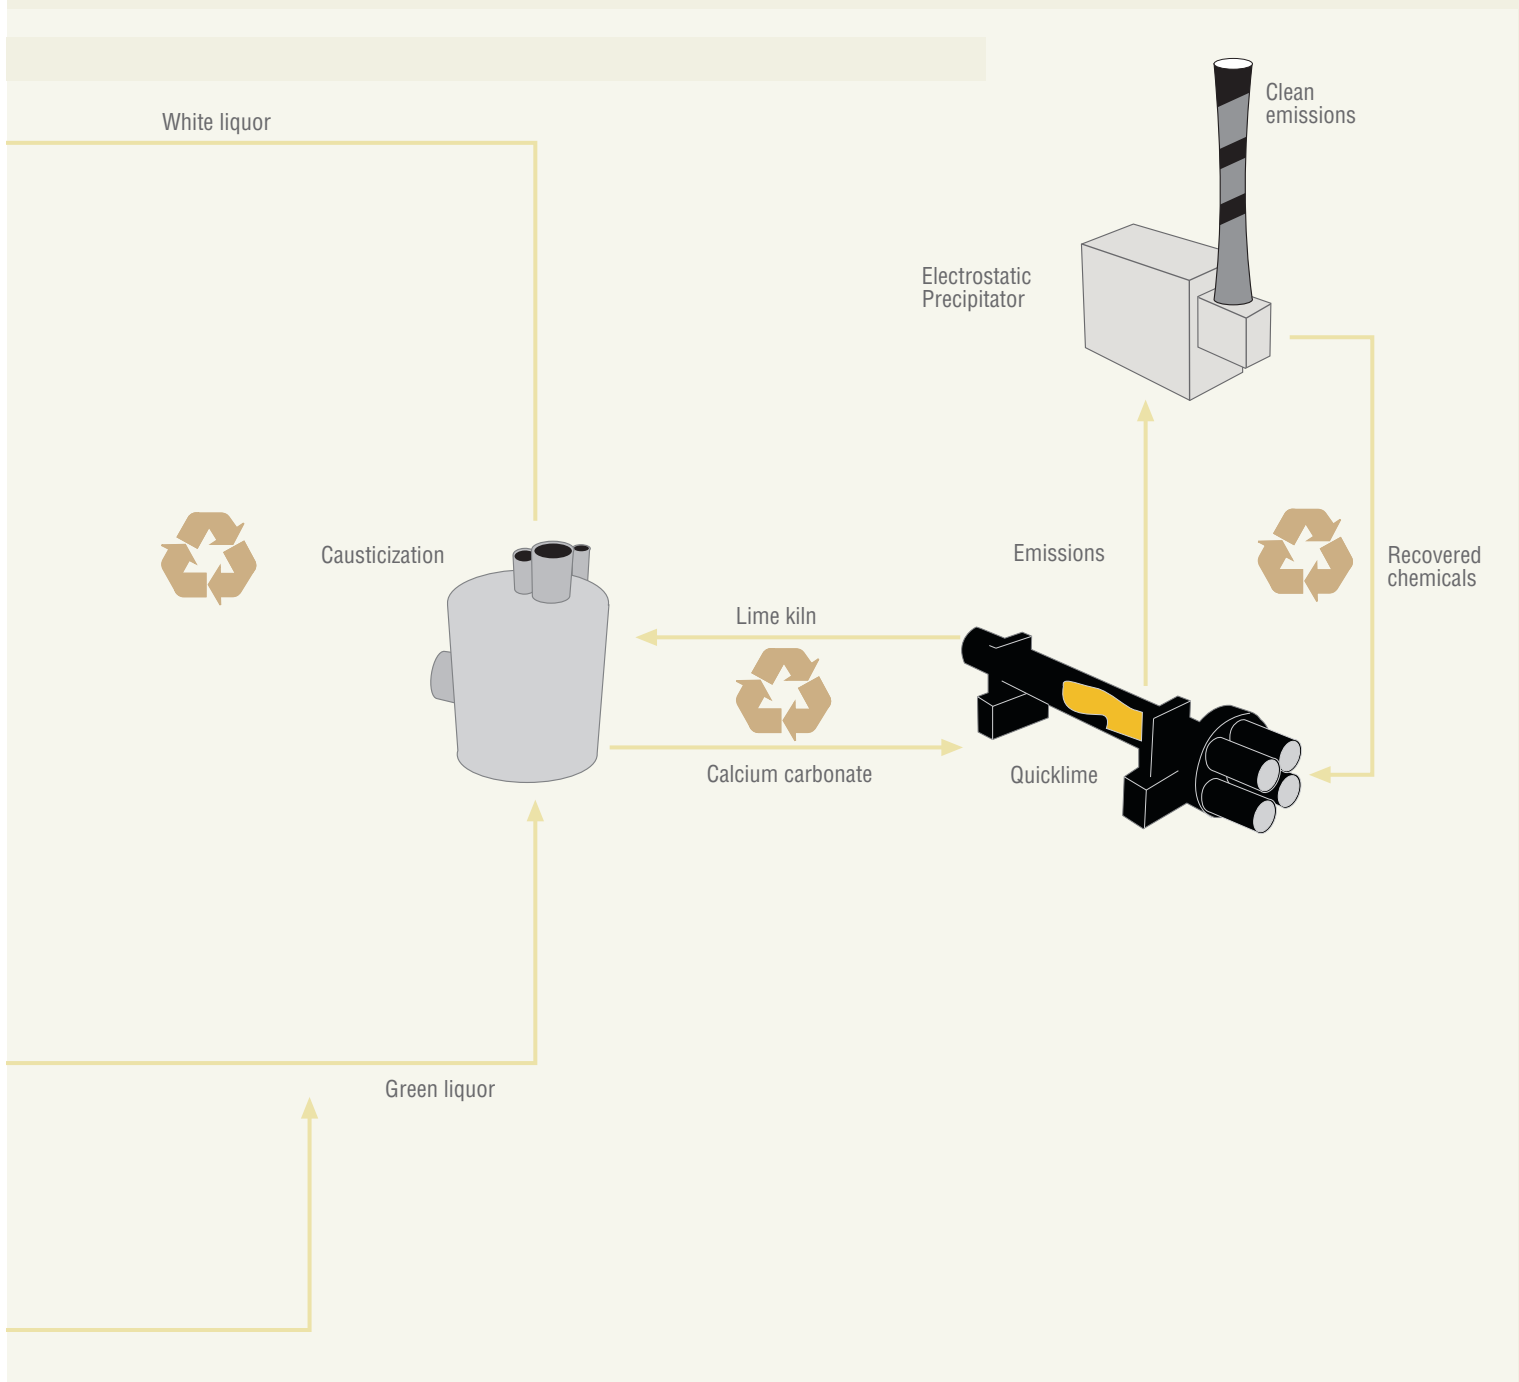 Clean
emissions
White liquor
Electrostatic
Precipitator
Causticization
Emissions
Recovered
chemicals
Lime kiln
Calcium carbonate
Quicklime
Green liquor